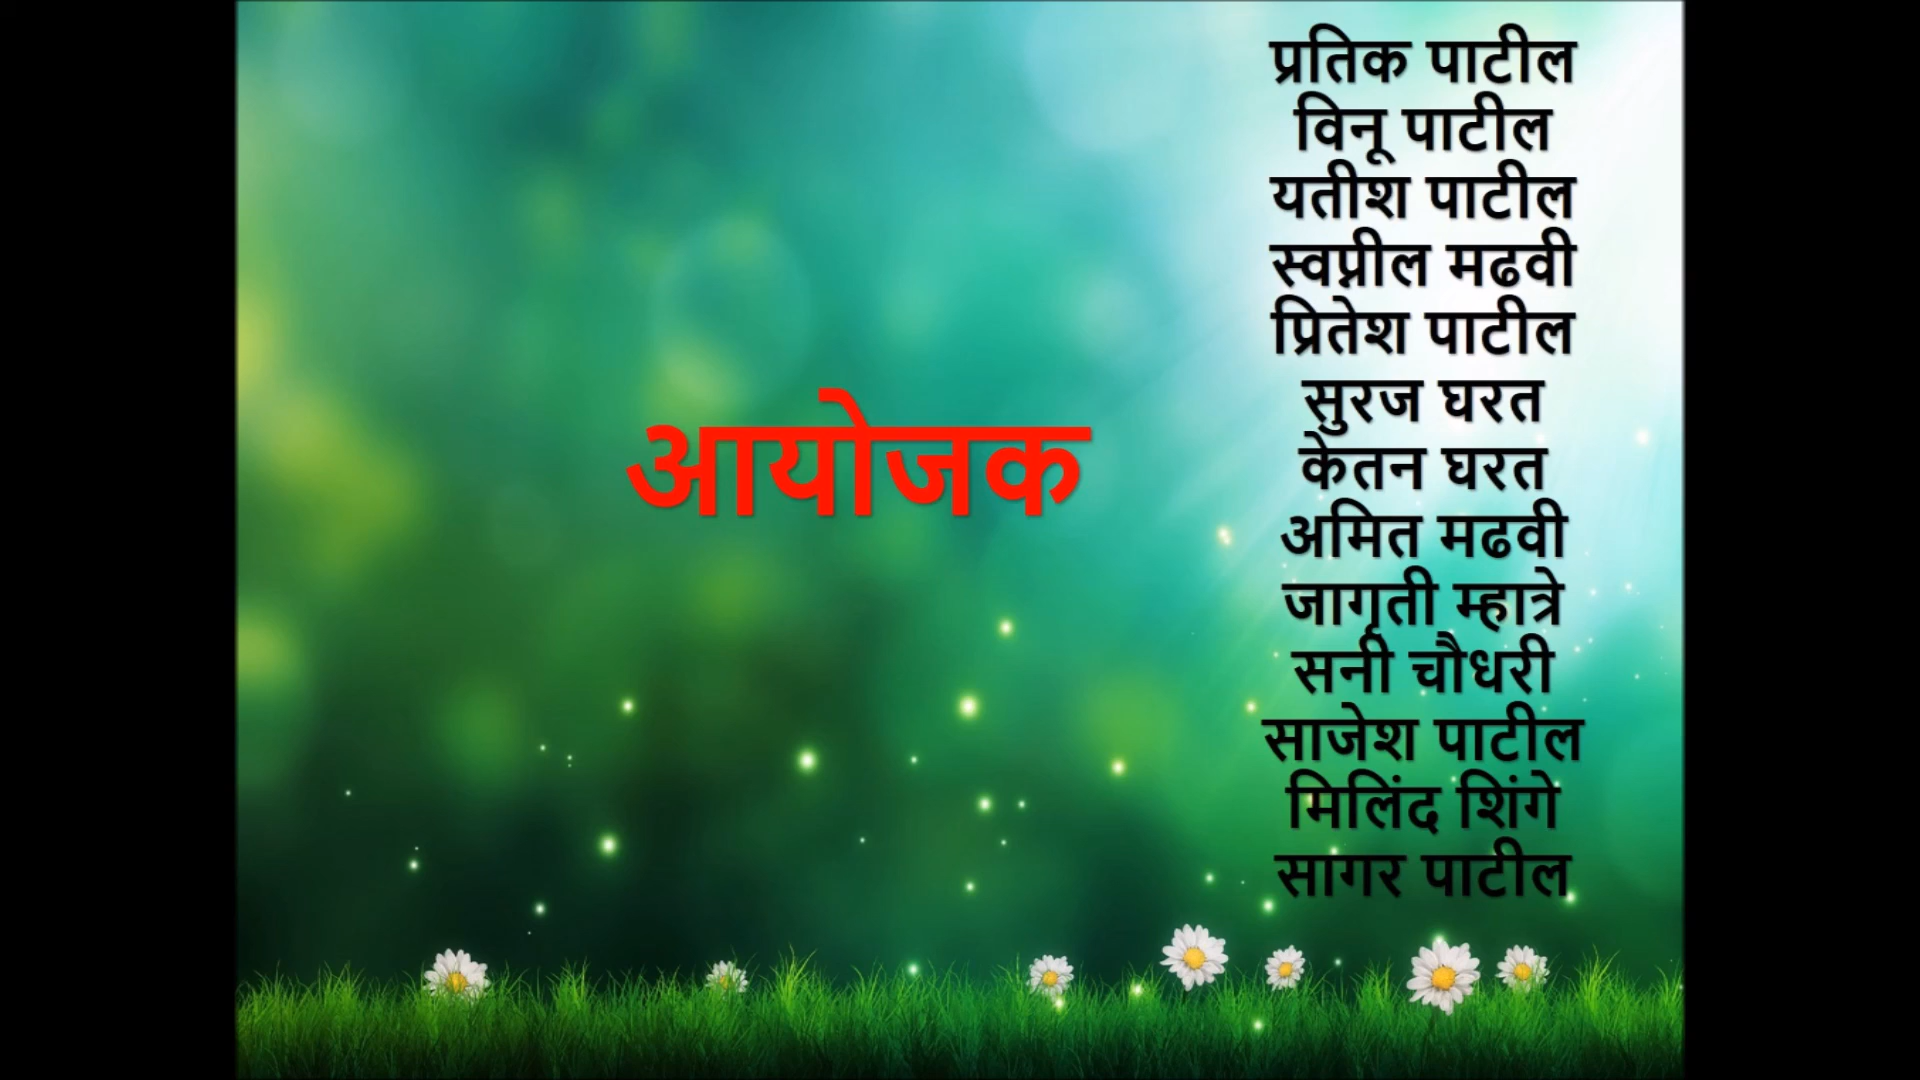 आयोजक
प्रतिक पाटील
विनू पाटील
यतीश पाटील
स्वप्नील मढवी
प्रितेश पाटील
सुरज घरत
केतन घरत
अमित मढवी
जागृती म्हात्रे
सनी चौधरी
साजेश पाटील
मिलिंद शिंगे
सागर पाटील